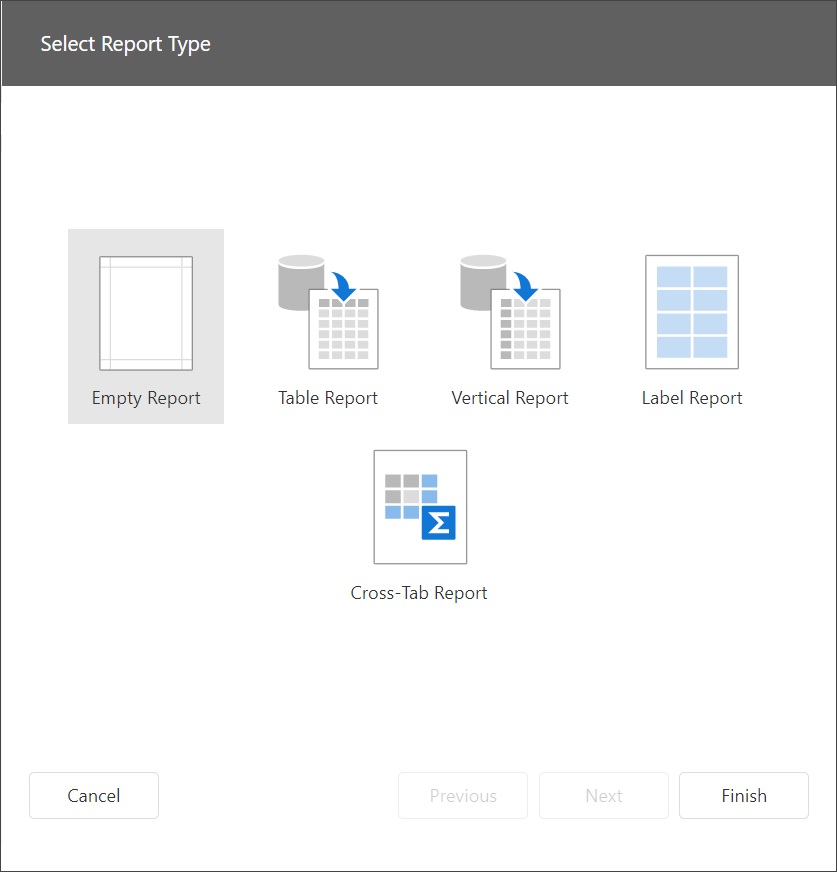 Select Report Type
Empty Report
Table Report
Vertical Report
Label Report
Cross-Tab Report
Cancel
Previous
Next
Finish